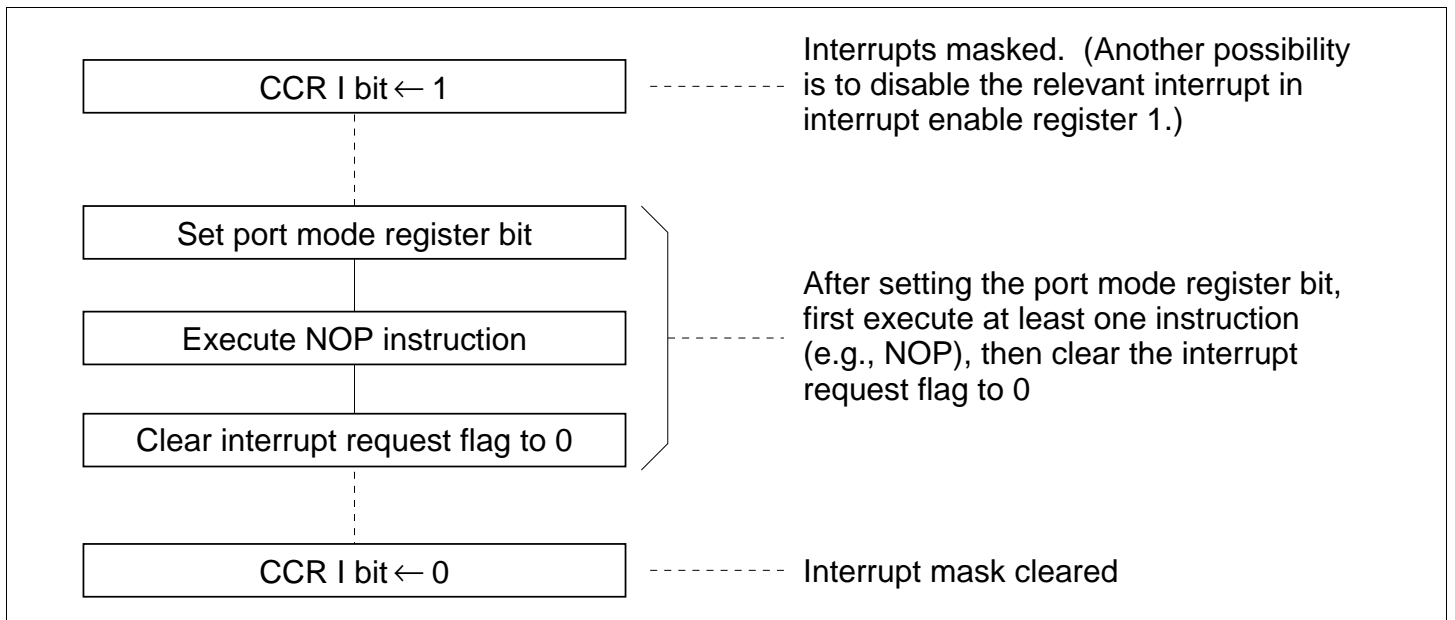 CCR I bit ← 1
Interrupts masked.  (Another possibility
is to disable the relevant interrupt in
interrupt enable register 1.)
Set port mode register bit
Execute NOP instruction
Clear interrupt request flag to 0
After setting the port mode register bit,
first execute at least one instruction
(e.g., NOP), then clear the interrupt
request flag to 0
CCR I bit ← 0
Interrupt mask cleared